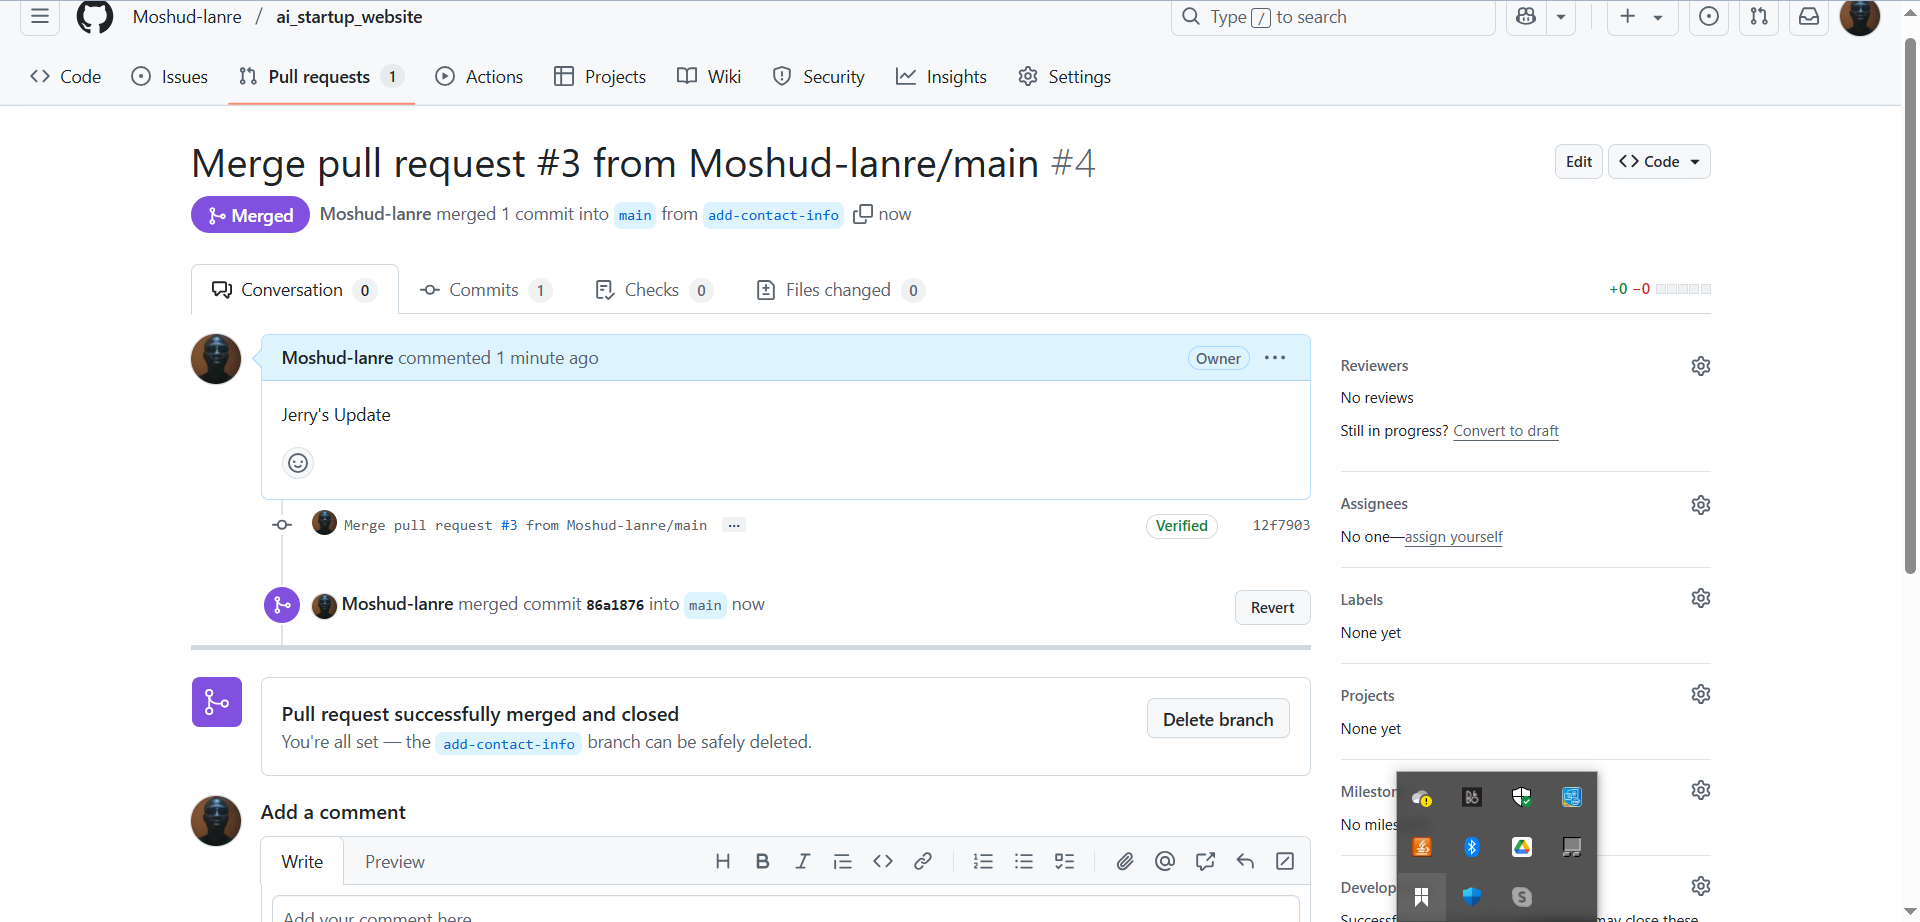 Moshud-lanre / ai_startup_website
Type / to search
Code
Issues
Pull requests 1
Actions
Projects
Wiki
Security
Insights
Settings
Merge pull request #3 from Moshud-lanre/main #4
Edit
Code
Merged
Moshud-lanre merged 1 commit into main from add-contact-info now
Conversation 0
Commits 1
Checks 0
Files changed 0
+0 −0
Moshud-lanre commented 1 minute ago
Owner
Jerry's Update
Merge pull request #3 from Moshud-lanre/main
Verified
12f7903
Moshud-lanre merged commit 86a1876 into main now
Revert
Pull request successfully merged and closed
You're all set — the add-contact-info branch can be safely deleted.
Delete branch
Add a comment
Write
Preview
Add your comment here
Reviewers
No reviews
Still in progress? Convert to draft
Assignees
No one—assign yourself
Labels
None yet
Projects
None yet
Mileston
No miles
Develop
Successf
may close these